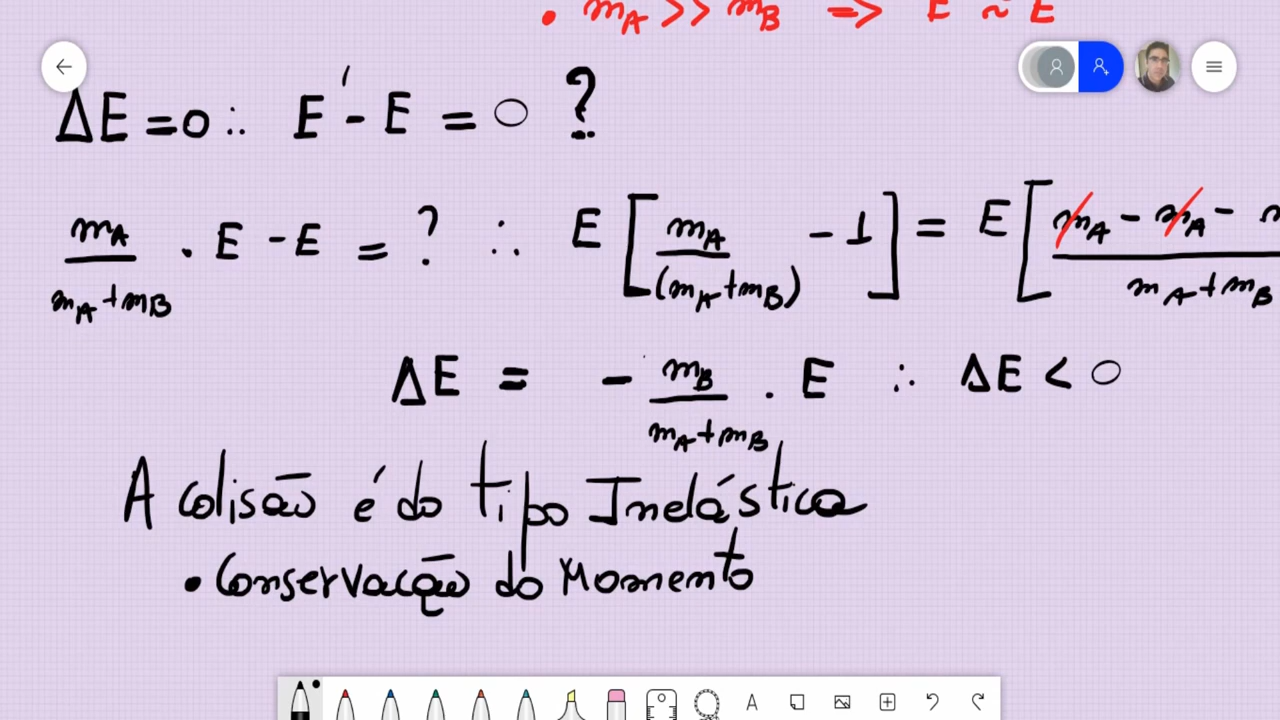 • mA >> mB => E ~ E
ΔE = 0 ∴ E' - E = 0 ?
mA/(mA+mB) . E - E = ? ∴ E [mA/(mA+mB) - 1] = E [mA - mA - m / mA+mB
ΔE = - mB/(mA+mB) . E ∴ ΔE < 0
A colisão é do tipo Inelástica
• Conservação do Momento
A